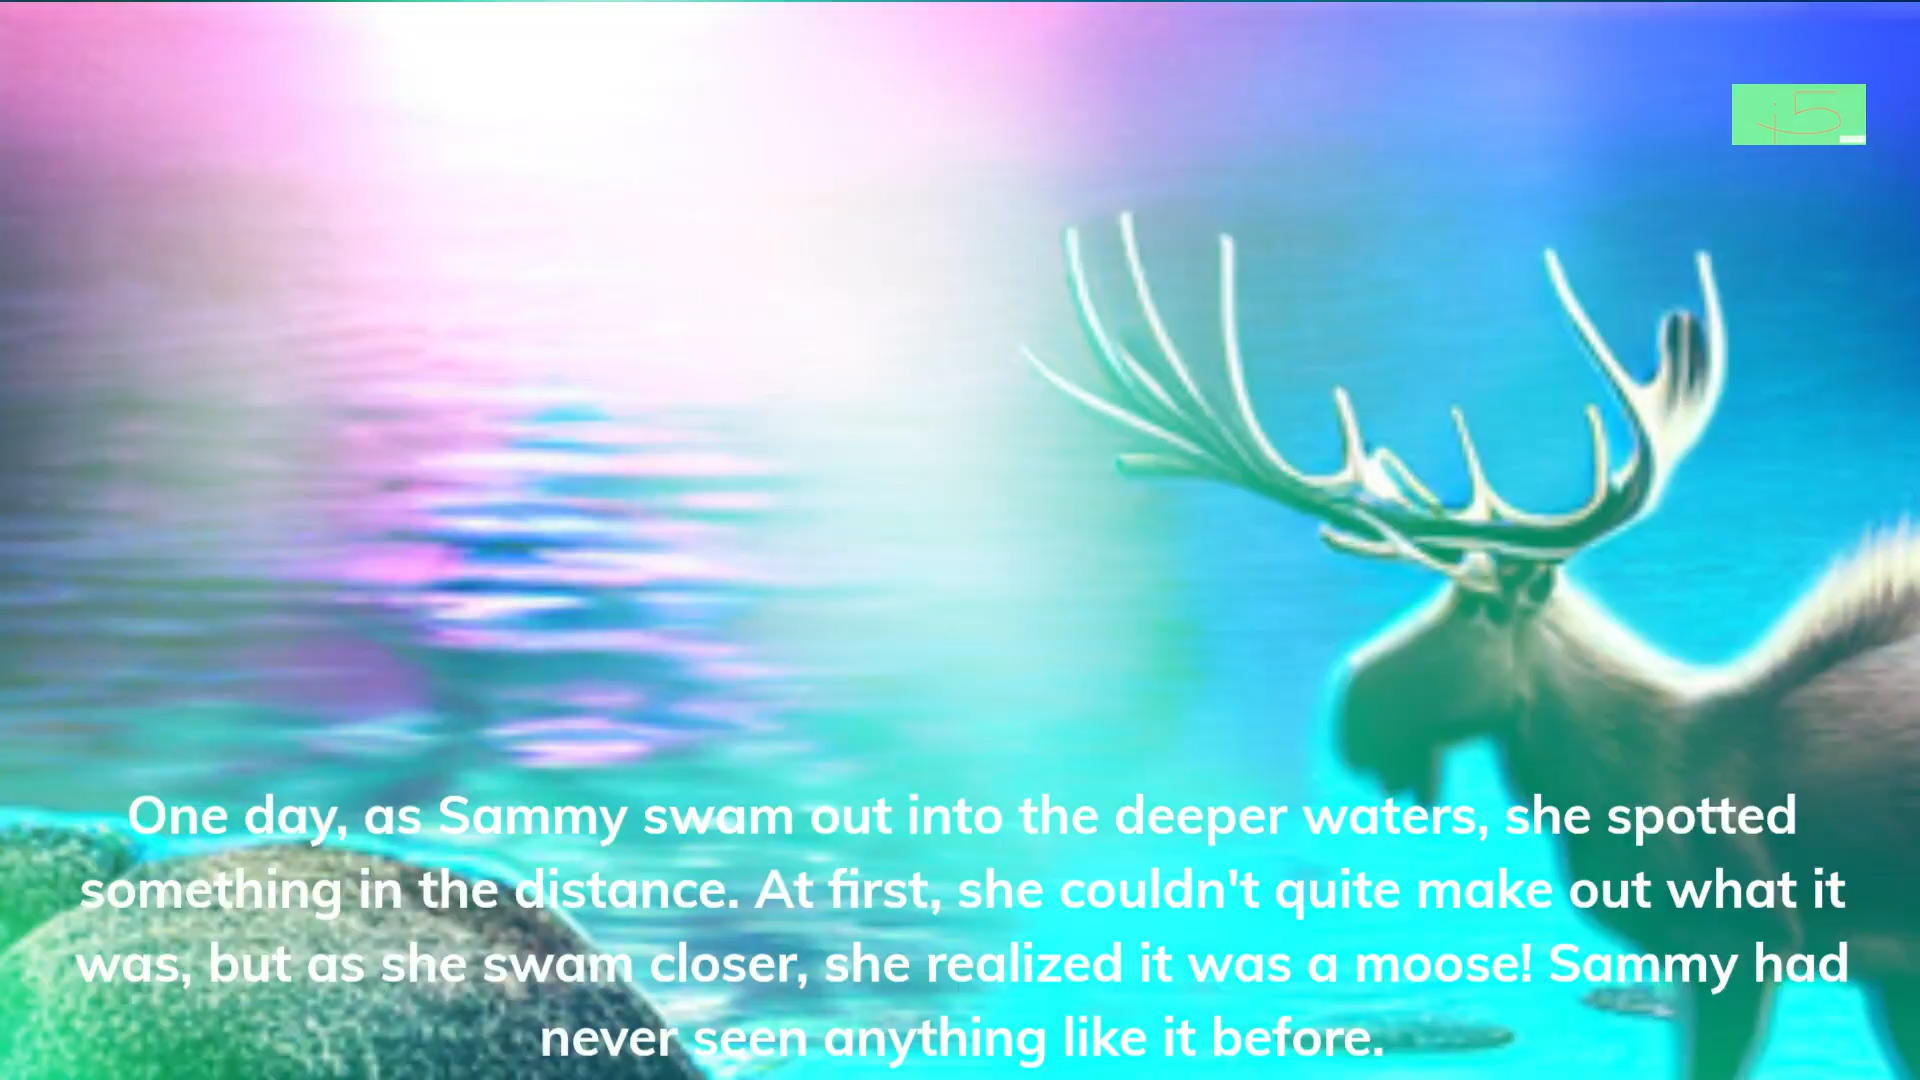 i5
One day, as Sammy swam out into the deeper waters, she spotted
something in the distance. At first, she couldn't quite make out what it
was, but as she swam closer, she realized it was a moose! Sammy had
never seen anything like it before.